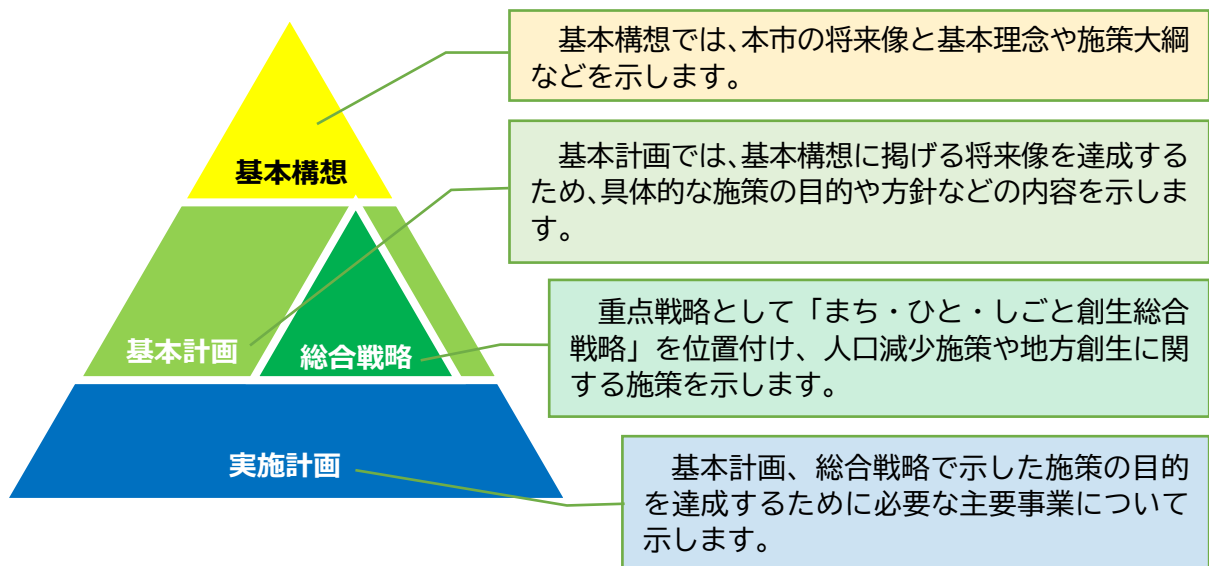 基本構想では、本市の将来像と基本理念や施策大綱
などを示します。
基本構想
基本計画では、基本構想に掲げる将来像を達成する
ため、具体的な施策の目的や方針などの内容を示しま
す。
重点戦略として「まち・ひと・しごと創生総合
戦略」を位置付け、人口減少施策や地方創生に関
する施策を示します。
基本計画
総合戦略
実施計画
基本計画、総合戦略で示した施策の目的
を達成するために必要な主要事業について
示します。